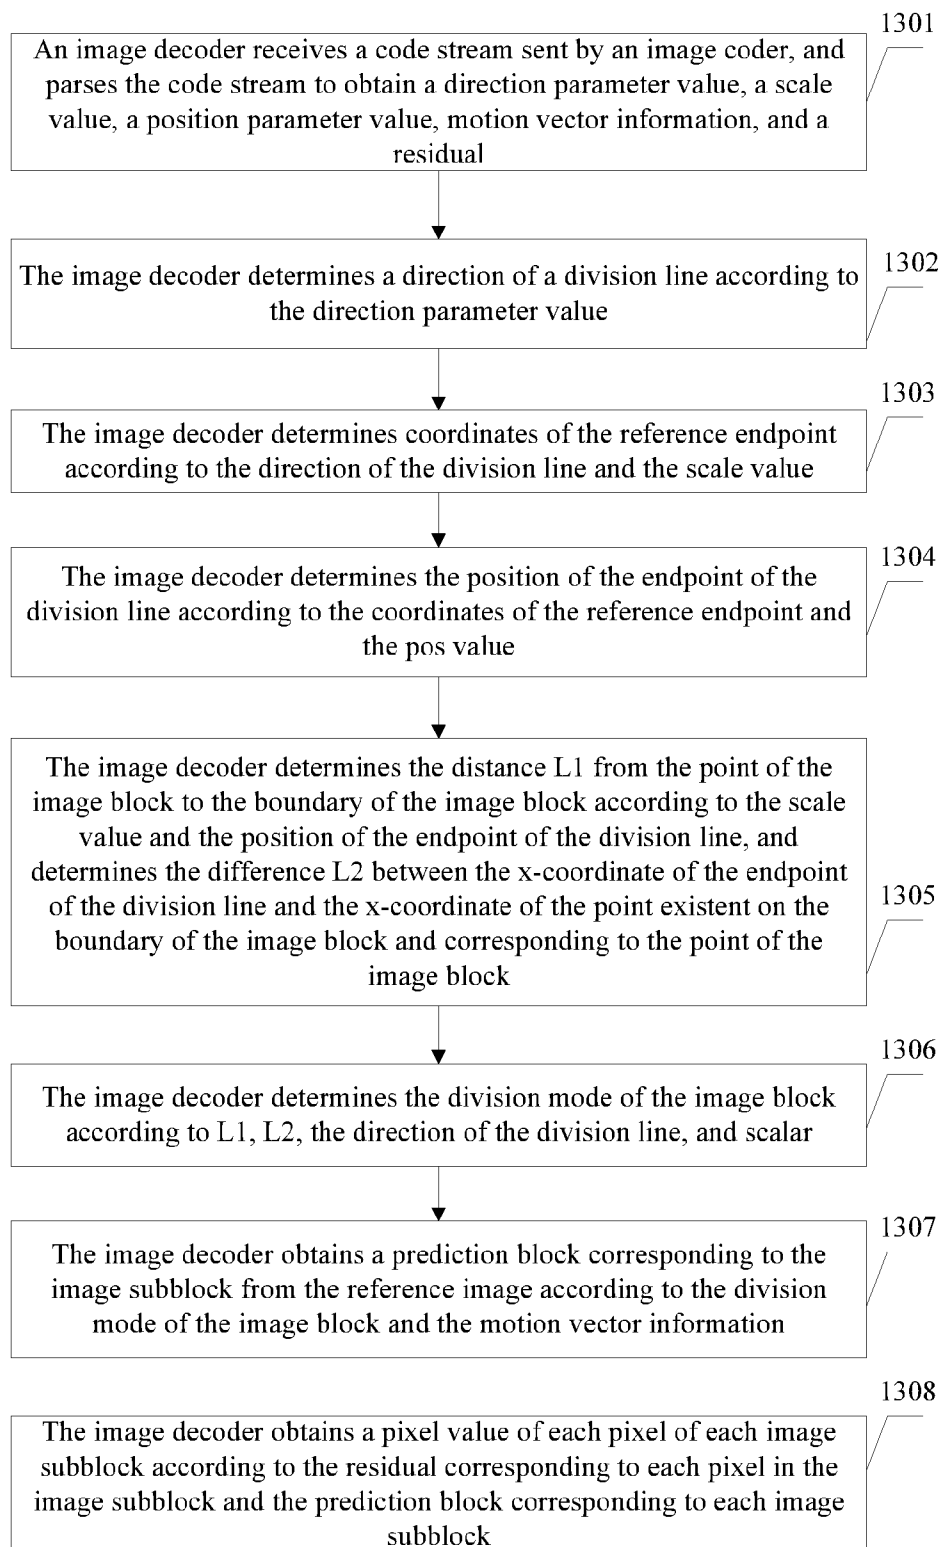 1301
An image decoder receives a code stream sent by an image coder, and
parses the code stream to obtain a direction parameter value, a scale
value, a position parameter value, motion vector information, and a
residual
1302
The image decoder determines a direction of a division line according to
the direction parameter value
1303
The image decoder determines coordinates of the reference endpoint
according to the direction of the division line and the scale value
1304
The image decoder determines the position of the endpoint of the
division line according to the coordinates of the reference endpoint and
the pos value
The image decoder determines the distance L1 from the point of the
image block to the boundary of the image block according to the scale
value and the position of the endpoint of the division line, and
determines the difference L2 between the x-coordinate of the endpoint
of the division line and the x-coordinate of the point existent on the
boundary of the image block and corresponding to the point of the
image block
1305
1306
The image decoder determines the division mode of the image block
according to L1, L2, the direction of the division line, and scalar
1307
The image decoder obtains a prediction block corresponding to the
image subblock from the reference image according to the division
mode of the image block and the motion vector information
1308
The image decoder obtains a pixel value of each pixel of each image
subblock according to the residual corresponding to each pixel in the
image subblock and the prediction block corresponding to each image
subblock